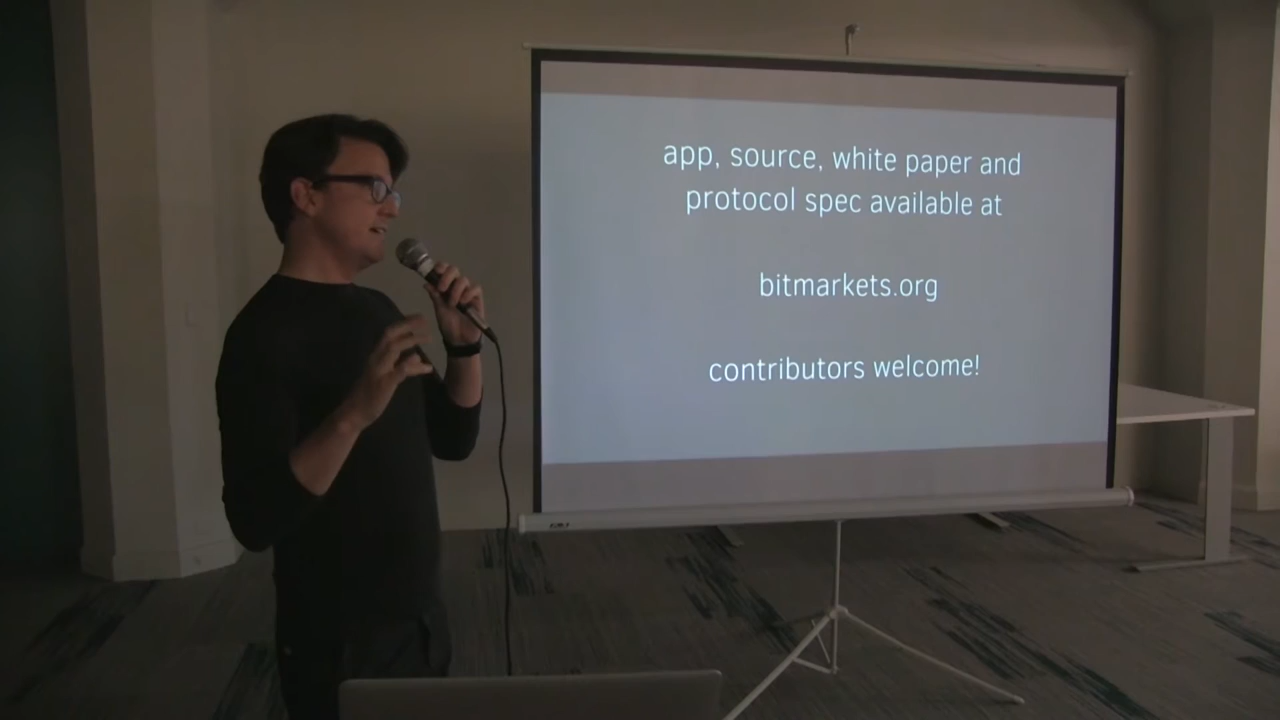 app, source, white paper and
protocol spec available at
bitmarkets.org
contributors welcome!